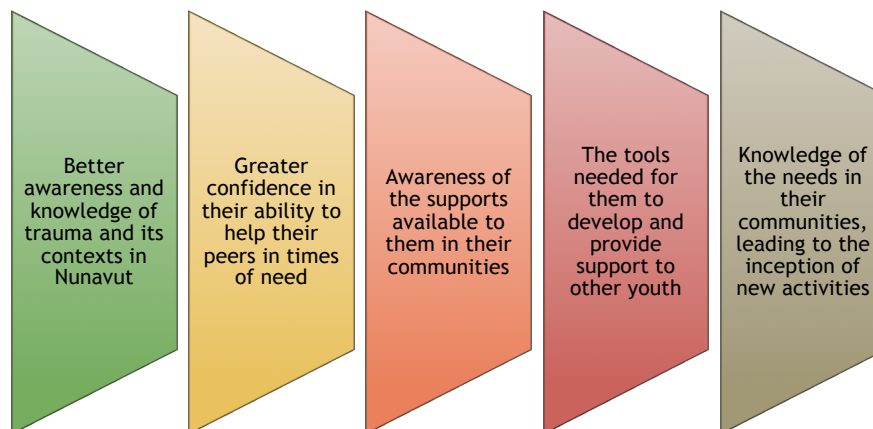 Better
awareness and
knowledge of
trauma and its
contexts in
Nunavut
Greater
confidence in
their ability to
help their
peers in times
of need
Awareness of
the supports
available to
them in their
communities
The tools
needed for
them to
develop and
provide
support to
other youth
Knowledge of
the needs in
their
communities,
leading to the
inception of
new activities